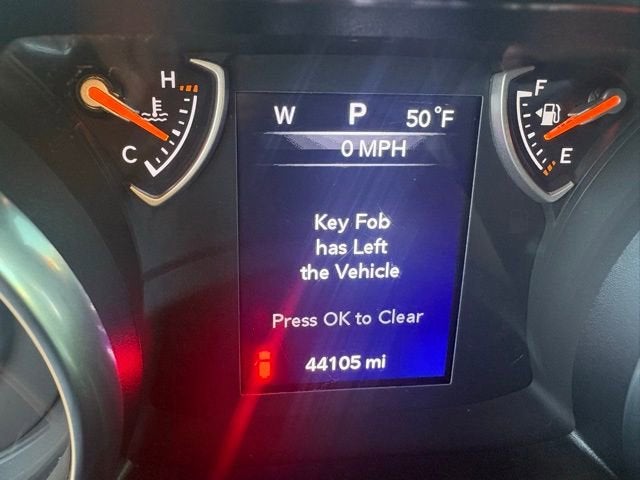 H
C
F
E
W P 50°F
0 MPH
Key Fob
has Left
the Vehicle
Press OK to Clear
44105 mi